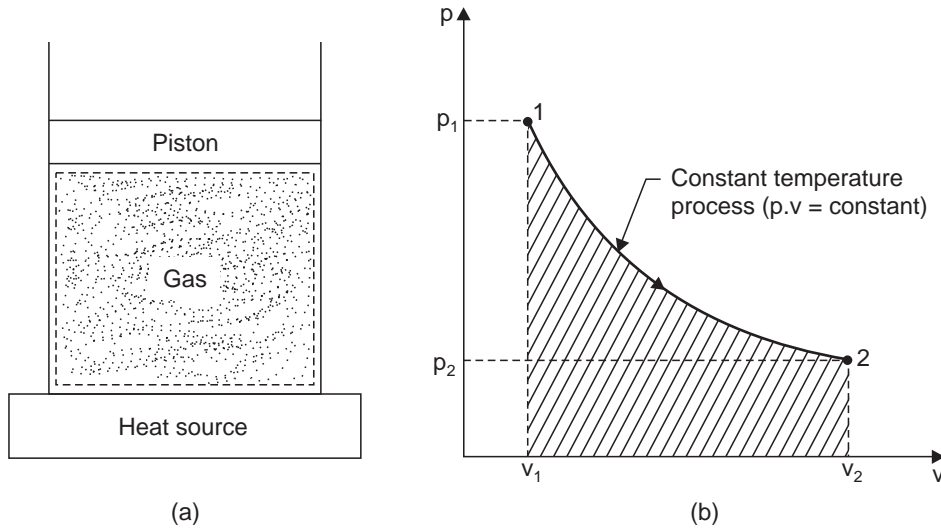 Piston
Gas
Heat source
(a)
p
p1
1
Constant temperature
process (p.v = constant)
p2
2
v1
v2
v
(b)